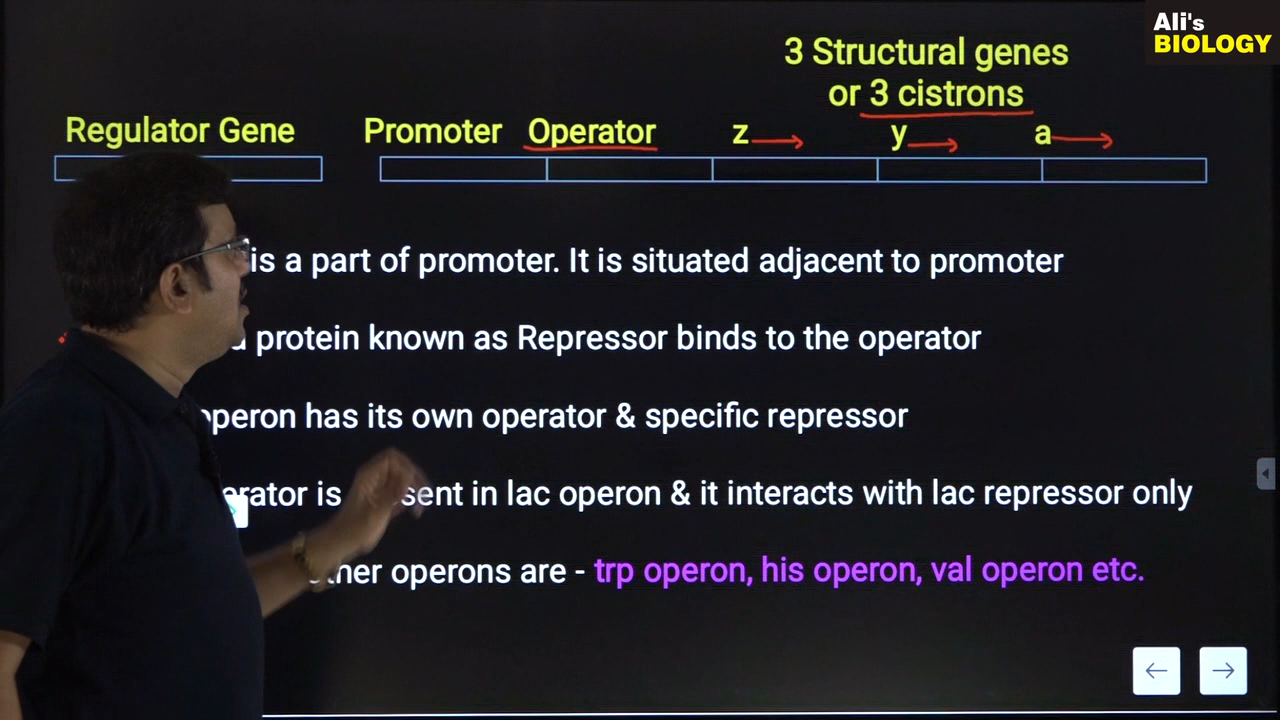 Ali's
BIOLOGY
3 Structural genes
or 3 cistrons
Regulator Gene Promoter Operator z y a
is a part of promoter. It is situated adjacent to promoter
protein known as Repressor binds to the operator
operon has its own operator & specific repressor
is in lac operon & it interacts with lac repressor only
operons are - trp operon, his operon, val operon etc.